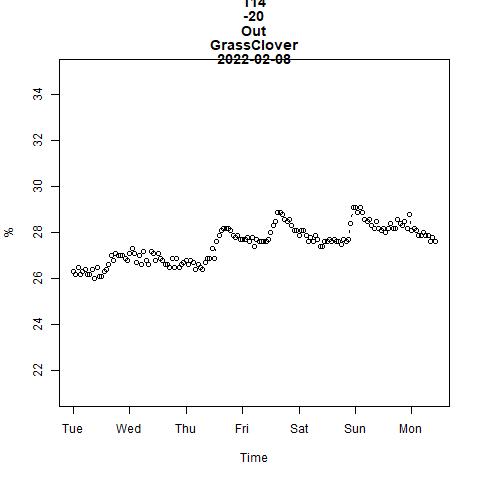 T14
-20
Out
GrassClover
2022-02-08
34
32
30
28
26
24
22
%
Tue Wed Thu Fri Sat Sun Mon
Time